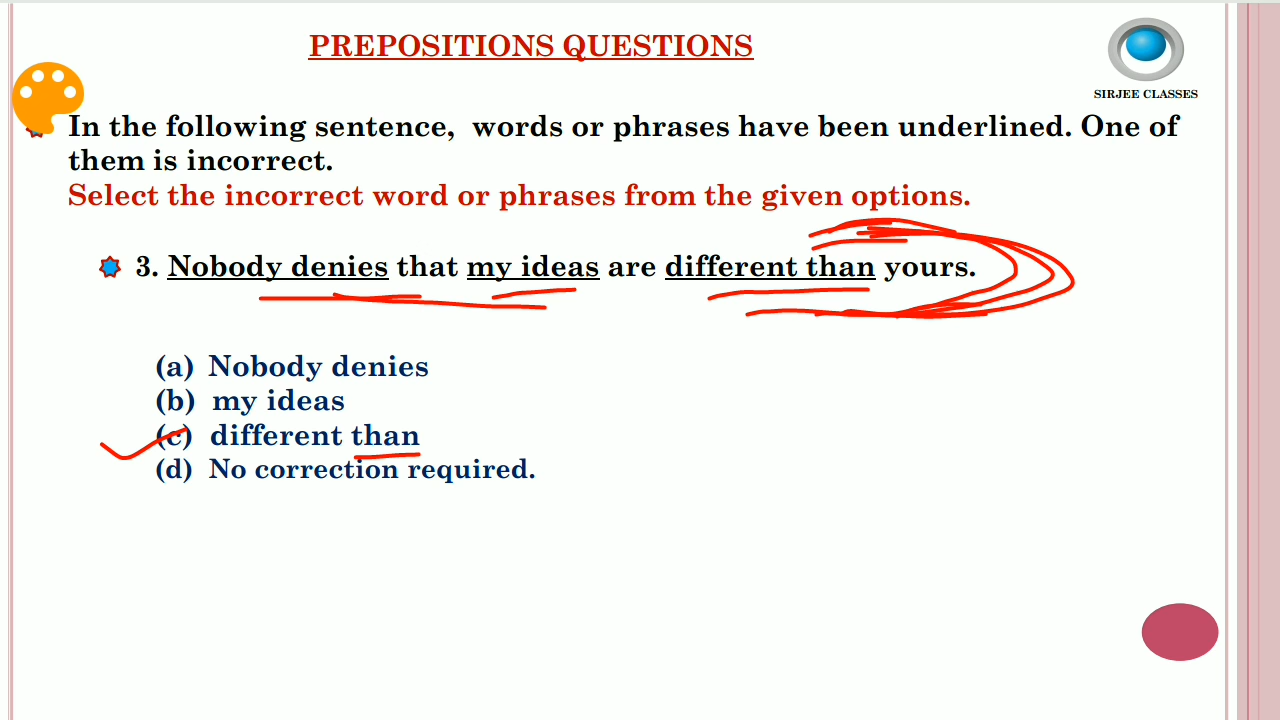 PREPOSITIONS QUESTIONS
SIRJEE CLASSES
In the following sentence, words or phrases have been underlined. One of
them is incorrect.
Select the incorrect word or phrases from the given options.
3. Nobody denies that my ideas are different than yours.
(a) Nobody denies
(b) my ideas
(c) different than
(d) No correction required.